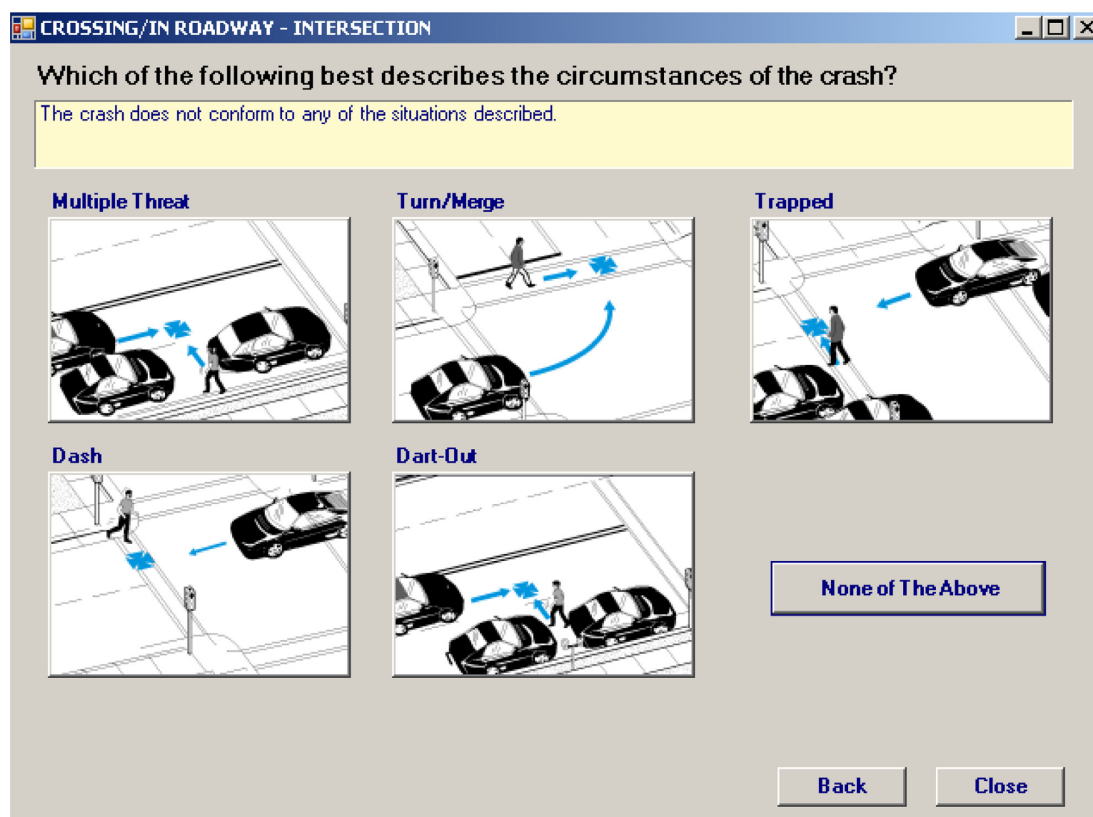 CROSSING/IN ROADWAY - INTERSECTION
Which of the following best describes the circumstances of the crash?
The crash does not conform to any of the situations described.
Multiple Threat
Turn/Merge
Trapped
Dash
Dart-Out
None of The Above
Back
Close